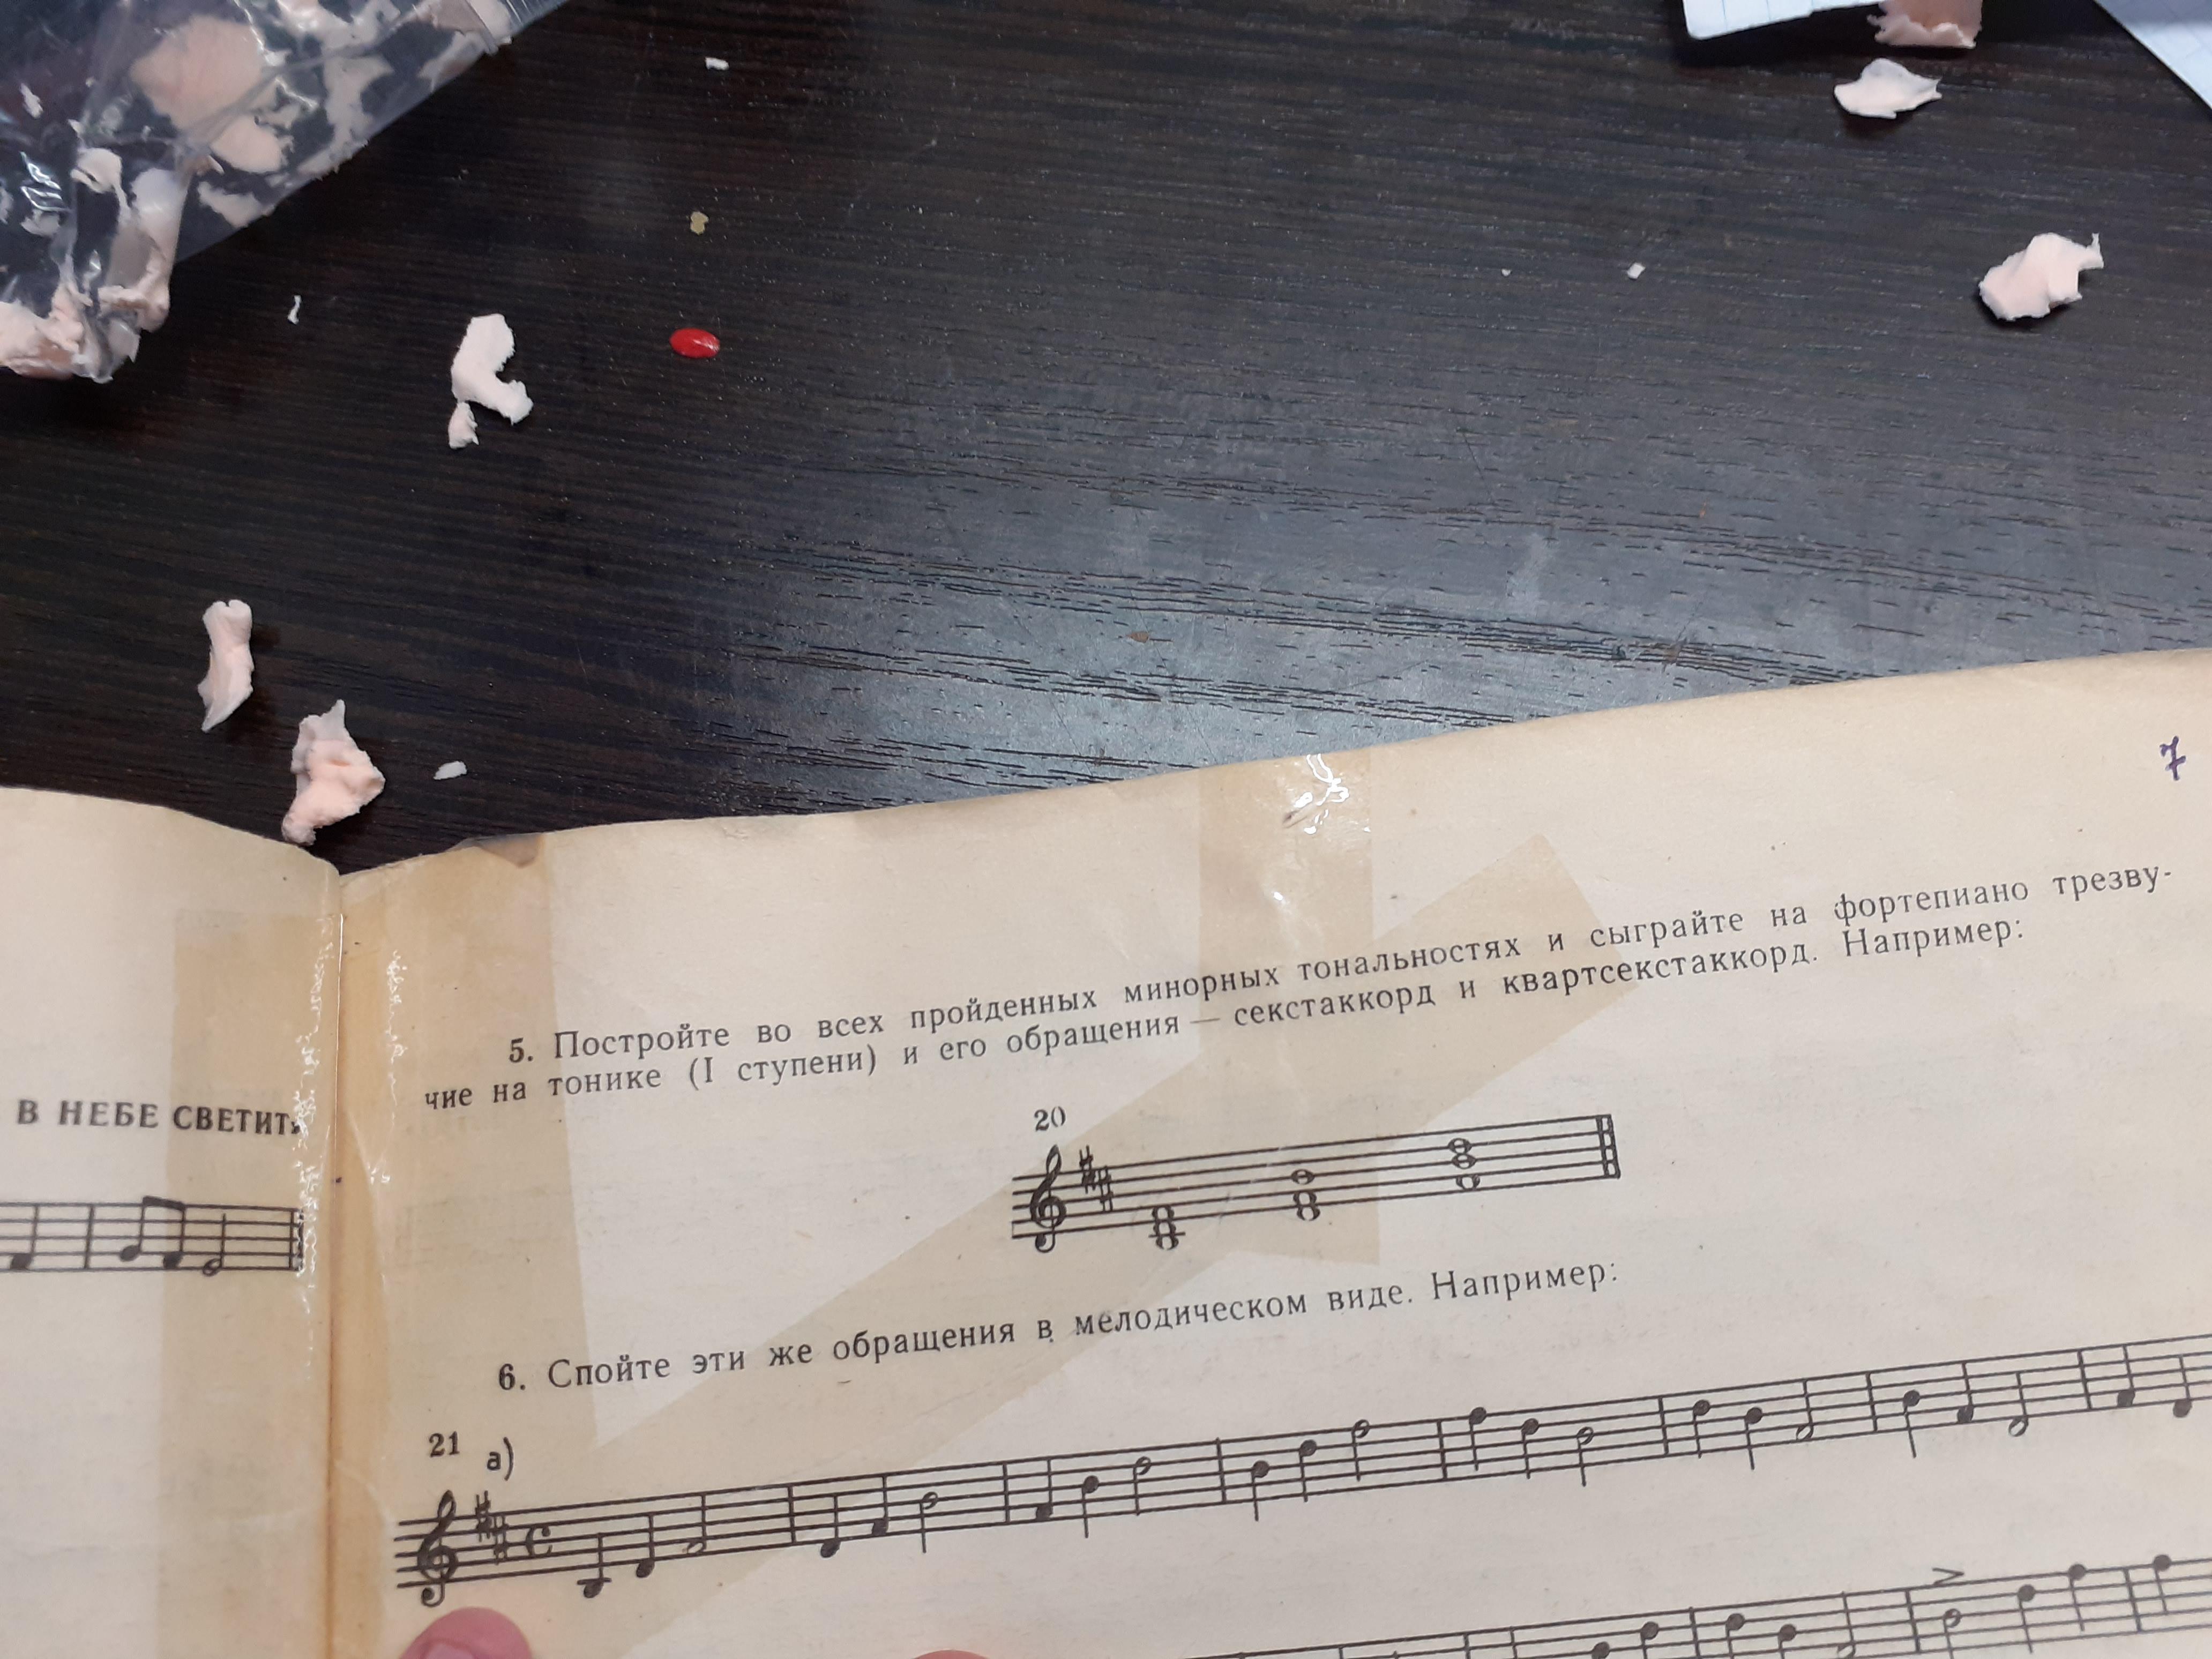 В НЕБЕ СВЕТИТ
7
5. Постройте во всех пройденных минорных тональностях и сыграйте на фортепиано трезву-
чие на тонике (I ступени) и его обращения — секстаккорд и квартсекстаккорд. Например:
20
6. Спойте эти же обращения в мелодическом виде. Например:
21 а)